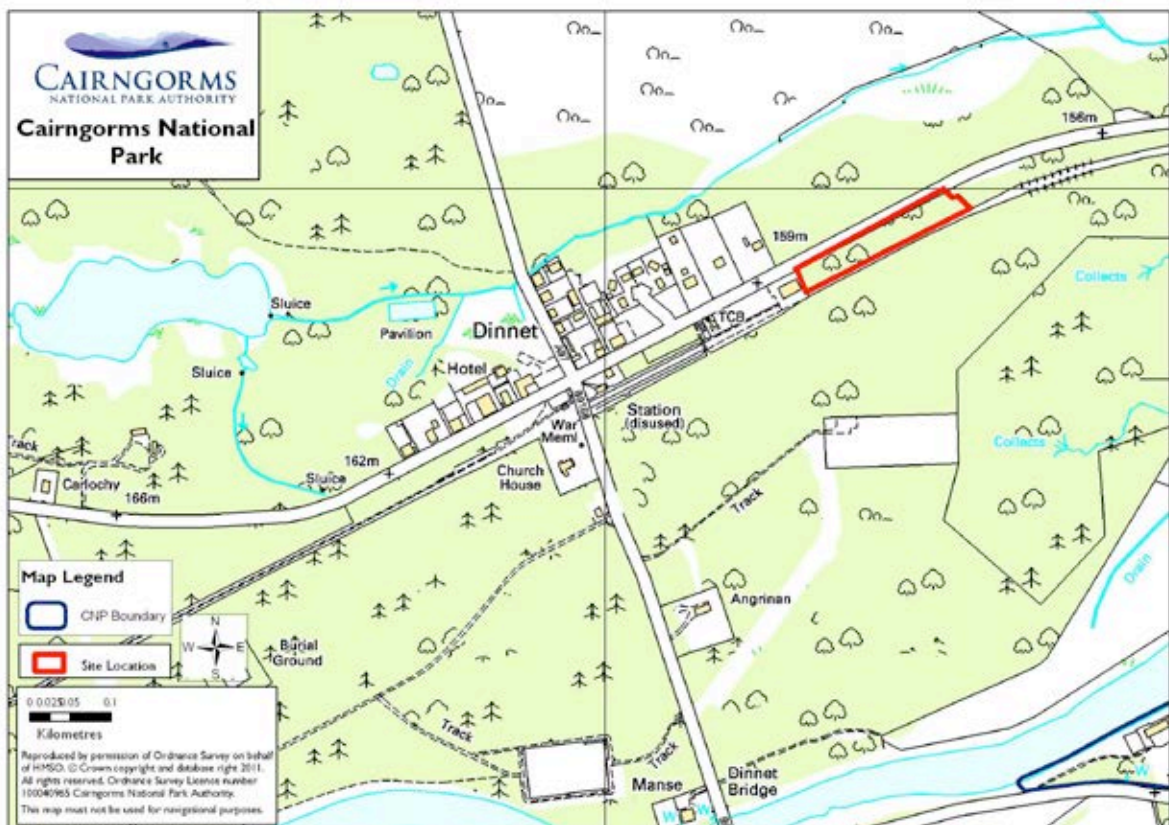 CAIRNGORMS
NATIONAL PARK AUTHORITY
Cairngorms National
Park
156m
159m
Collects
Sluice
Pavilion
Dinnet
TCB
Drain
Hotel
Sluice
Station
(disused)
War
Meml
Collects
Track
Church
House
162m
Sluice
Carlochy
166m
Track
Drain
Map Legend
CNP Boundary
Angrinan
N
W E
S
Burial
Ground
Site Location
0 0.0250.05 0.1
Kilometres
Track
Track
Reproduced by permission of Ordnance Survey on behalf
of HMSO. © Crown copyright and database right 2011.
All rights reserved. Ordnance Survey Licence number
100040965 Cairngorms National Park Authority.
This map must not be used for navigational purposes.
Manse
Dinnet
Bridge
W
W
W